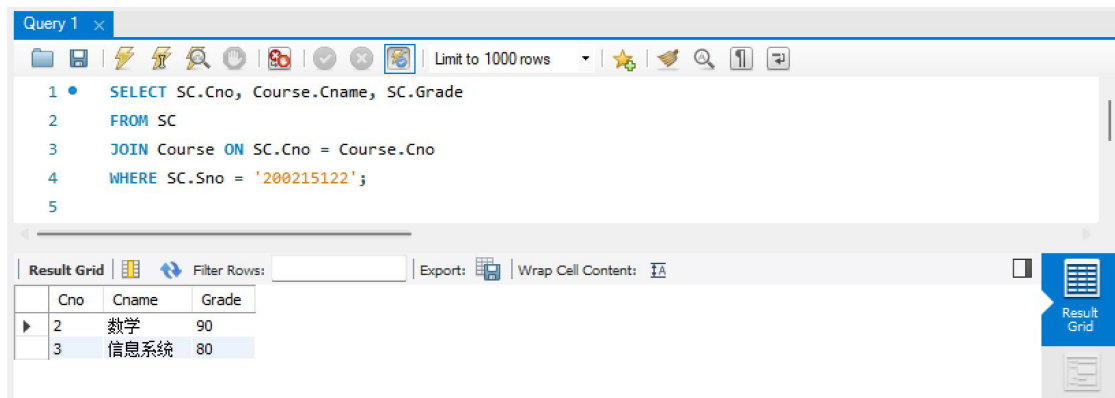 Query 1
Limit to 1000 rows
1 SELECT SC.Cno, Course.Cname, SC.Grade
2 FROM SC
3 JOIN Course ON SC.Cno = Course.Cno
4 WHERE SC.Sno = '200215122';
5
Result Grid Filter Rows: Export: Wrap Cell Content:
Cno Cname Grade
2 数学 90
3 信息系统 80
Result
Grid